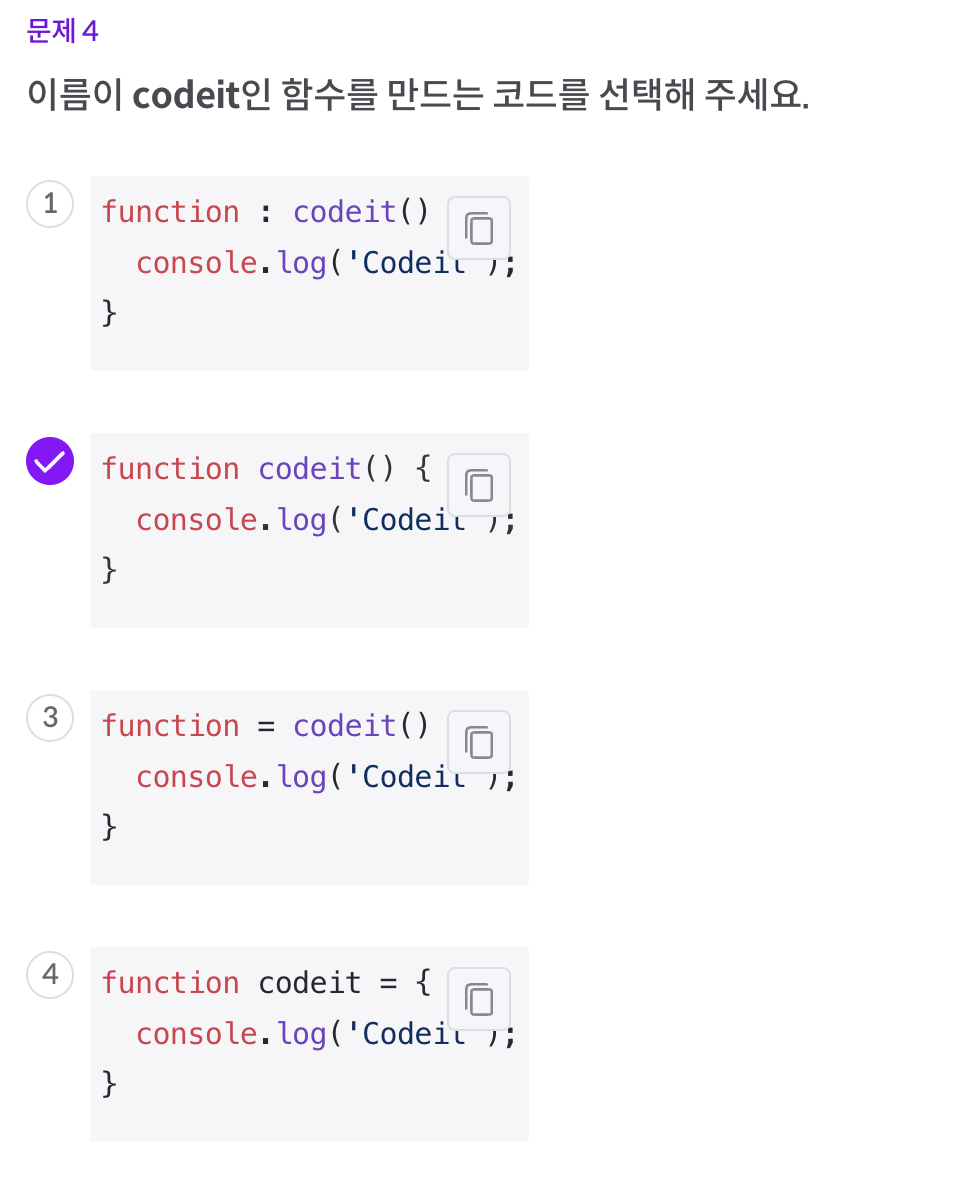 문제 4
이름이 codeit인 함수를 만드는 코드를 선택해 주세요.
1
function : codeit()
console.log('Codeit');
}
function codeit() {
console.log('Codeit');
}
3
function = codeit()
console.log('Codeit');
}
4
function codeit = {
console.log('Codeit');
}